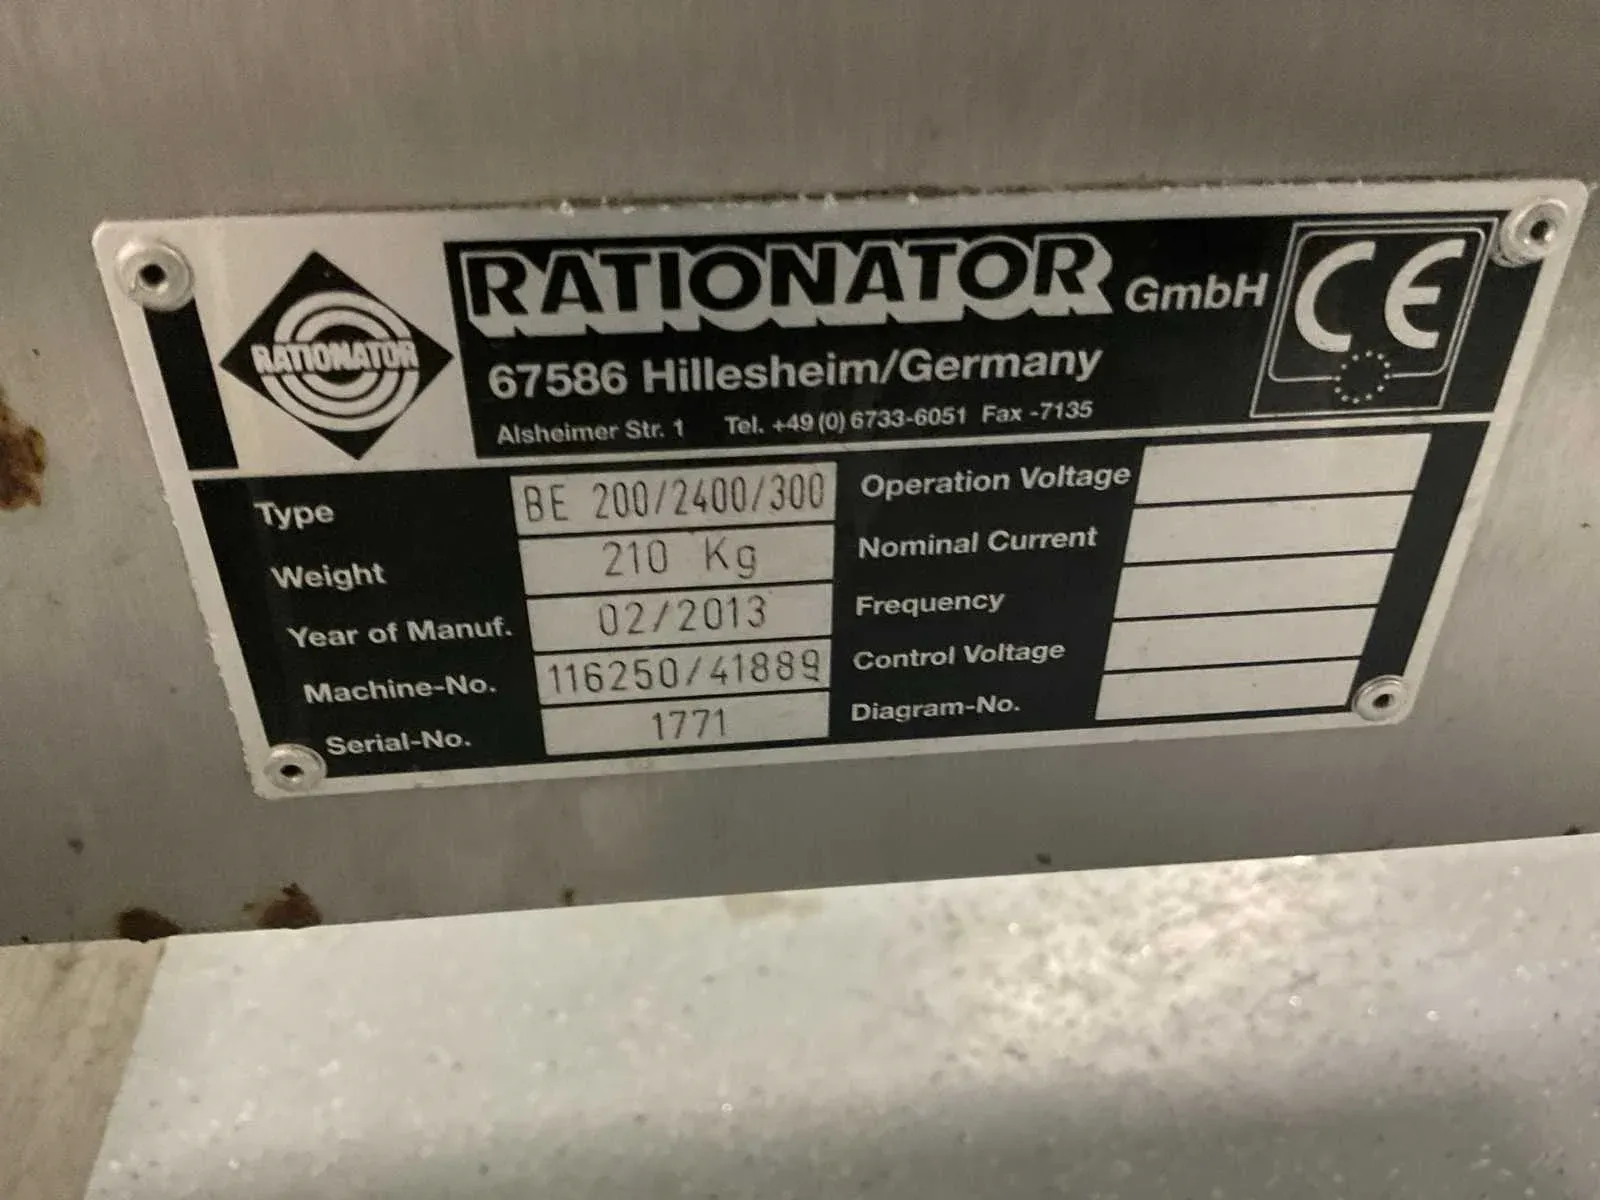 RATIONATOR
RATIONATOR GmbH
CE
67586 Hillesheim/Germany
Alsheimer Str. 1 Tel. +49 (0) 6733-6051 Fax -7135
Type BE 200/2400/300
Weight 210 Kg
Year of Manuf. 02/2013
Machine-No. 116250/41889
Serial-No. 1771
Operation Voltage
Nominal Current
Frequency
Control Voltage
Diagram-No.